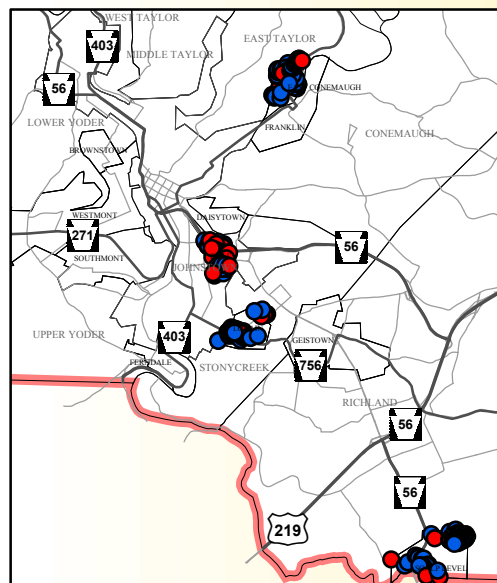 WEST TAYLOR
403
MIDDLE TAYLOR
EAST TAYLOR
56
CONEMAUGH
LOWER YODER
FRANKLIN
CONEMAUGH
BROWNSTOWN
WESTMONT
DAISYTOWN
271
56
SOUTHMONT
UPPER YODER
403
GEISTOWN
FERNDALE
STONYCREEK
756
RICHLAND
56
56
219